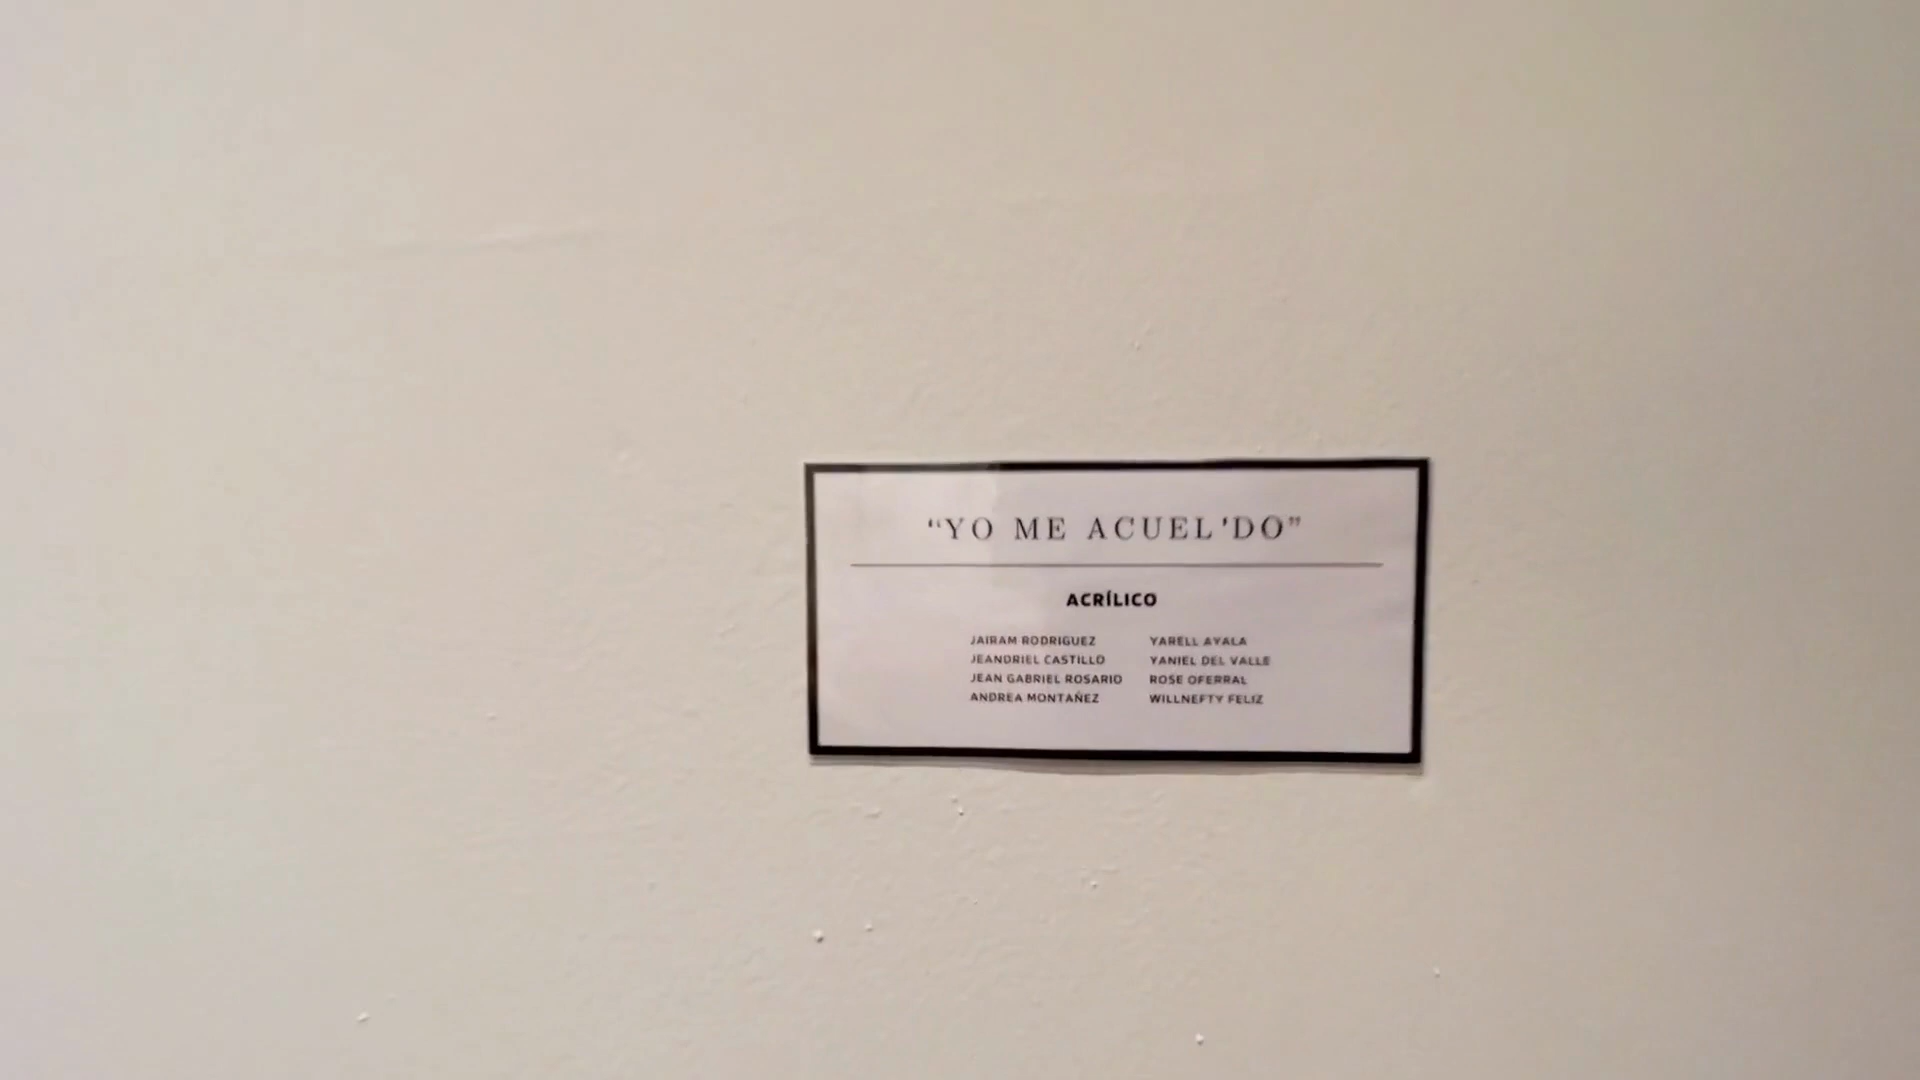 “YO ME ACUEL'DO”
ACRÍLICO
JAIRAM RODRIGUEZ
JEANDRIEL CASTILLO
JEAN GABRIEL ROSARIO
ANDREA MONTAÑEZ
YARELL AYALA
YANIEL DEL VALLE
ROSE OFERRAL
WILLNEFTY FELIZ